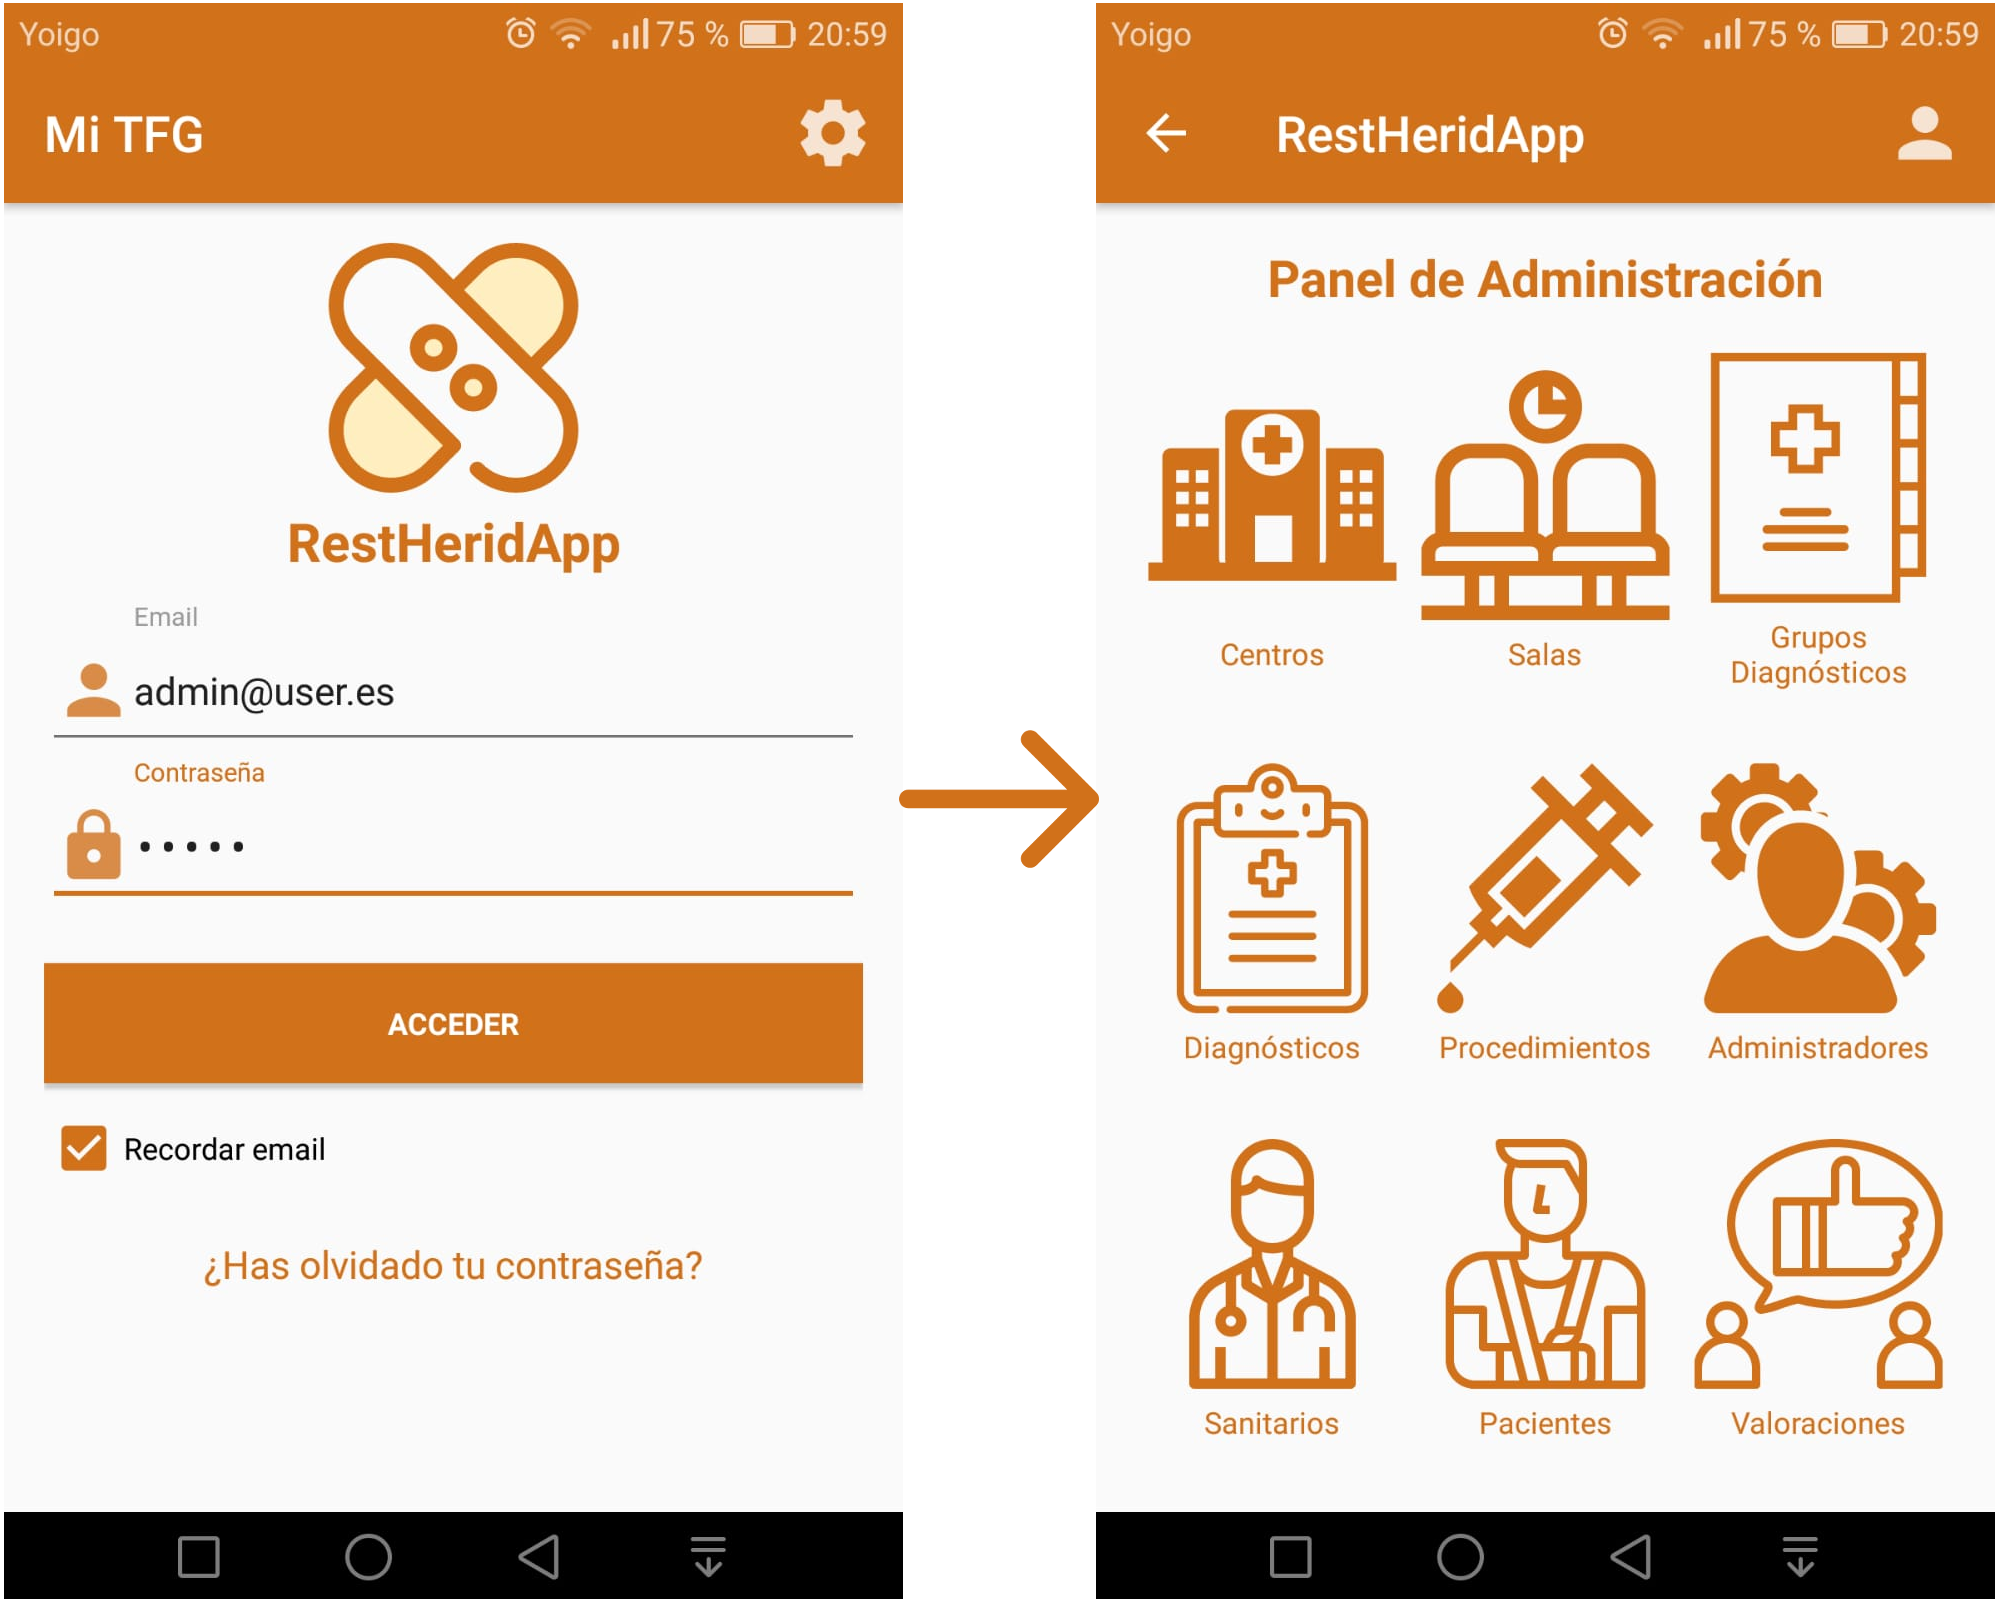 Yoigo 75 % 20:59
Mi TFG
RestHeridApp
Email
admin@user.es
Contraseña
•••••
ACCEDER
Recordar email
¿Has olvidado tu contraseña?
Yoigo 75 % 20:59
RestHeridApp
Panel de Administración
Centros
Salas
Grupos
Diagnósticos
Diagnósticos
Procedimientos
Administradores
Sanitarios
Pacientes
Valoraciones